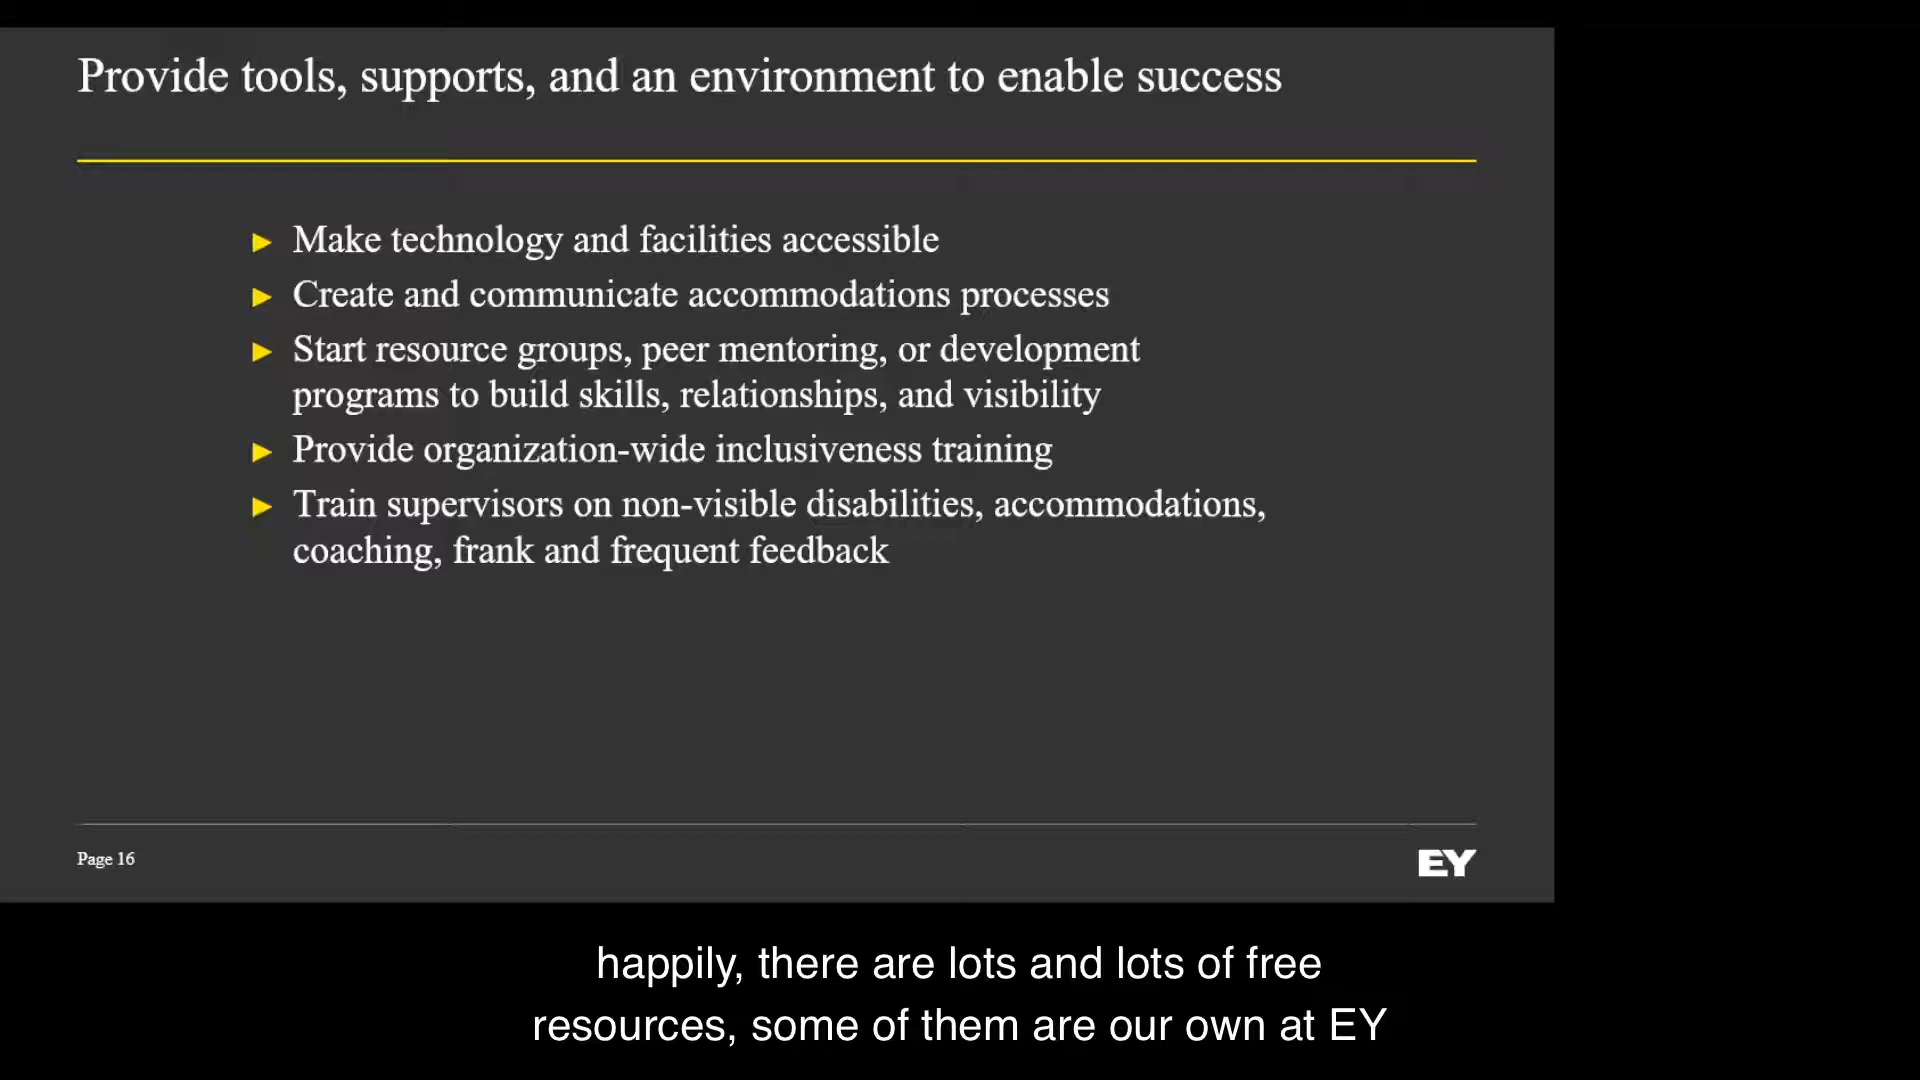 Provide tools, supports, and an environment to enable success
► Make technology and facilities accessible
► Create and communicate accommodations processes
► Start resource groups, peer mentoring, or development
programs to build skills, relationships, and visibility
► Provide organization-wide inclusiveness training
► Train supervisors on non-visible disabilities, accommodations,
coaching, frank and frequent feedback
Page 16
EY
happily, there are lots and lots of free
resources, some of them are our own at EY